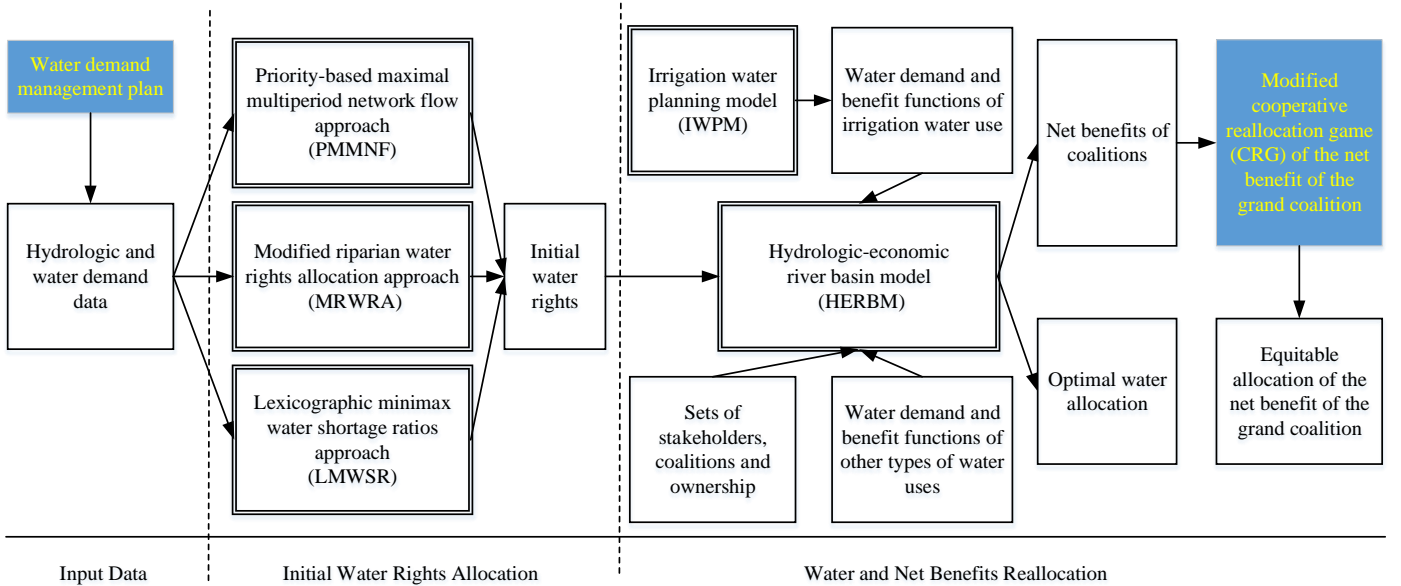 Water demand
management plan
Hydrologic and
water demand
data
Priority-based maximal
multiperiod network flow
approach
(PMMNF)
Modified riparian water
rights allocation approach
(MRWRA)
Lexicographic minimax
water shortage ratios
approach
(LMWSR)
Initial
water
rights
Irrigation water
planning model
(IWPM)
Water demand and
benefit functions of
irrigation water use
Hydrologic-economic
river basin model
(HERBM)
Sets of
stakeholders,
coalitions and
ownership
Water demand and
benefit functions of
other types of water
uses
Net benefits of
coalitions
Optimal water
allocation
Modified
cooperative
reallocation game
(CRG) of the net
benefit of the
grand coalition
Equitable
allocation of the
net benefit of the
grand coalition
Input Data
Initial Water Rights Allocation
Water and Net Benefits Reallocation